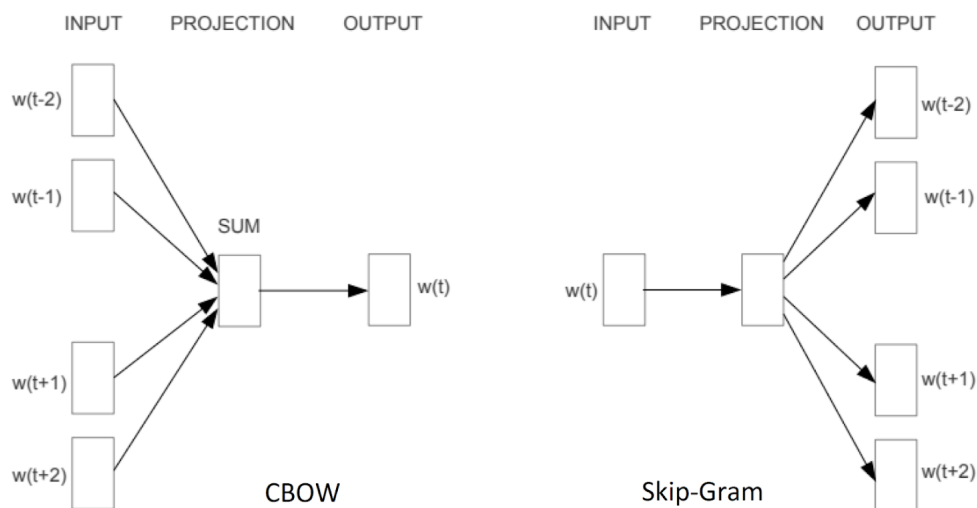 INPUT PROJECTION OUTPUT
w(t-2)
w(t-1)
SUM
w(t)
w(t+1)
w(t+2)
CBOW
INPUT PROJECTION OUTPUT
w(t-2)
w(t-1)
w(t)
w(t+1)
w(t+2)
Skip-Gram